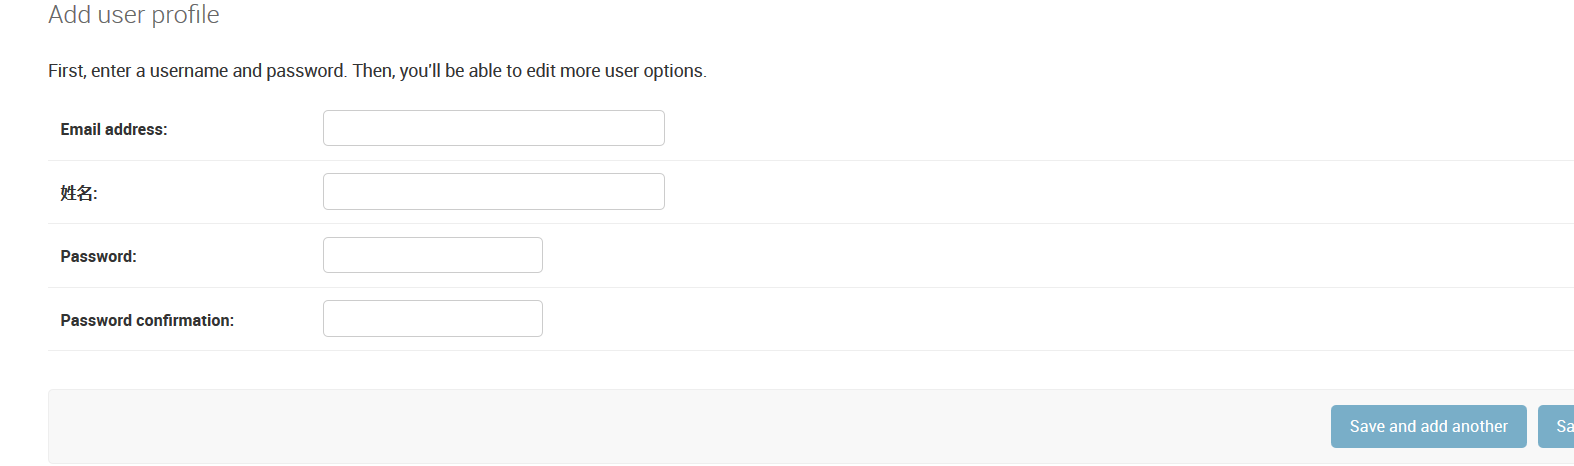 Add user profile
First, enter a username and password. Then, you'll be able to edit more user options.
Email address:
姓名:
Password:
Password confirmation:
Save and add another
Sa